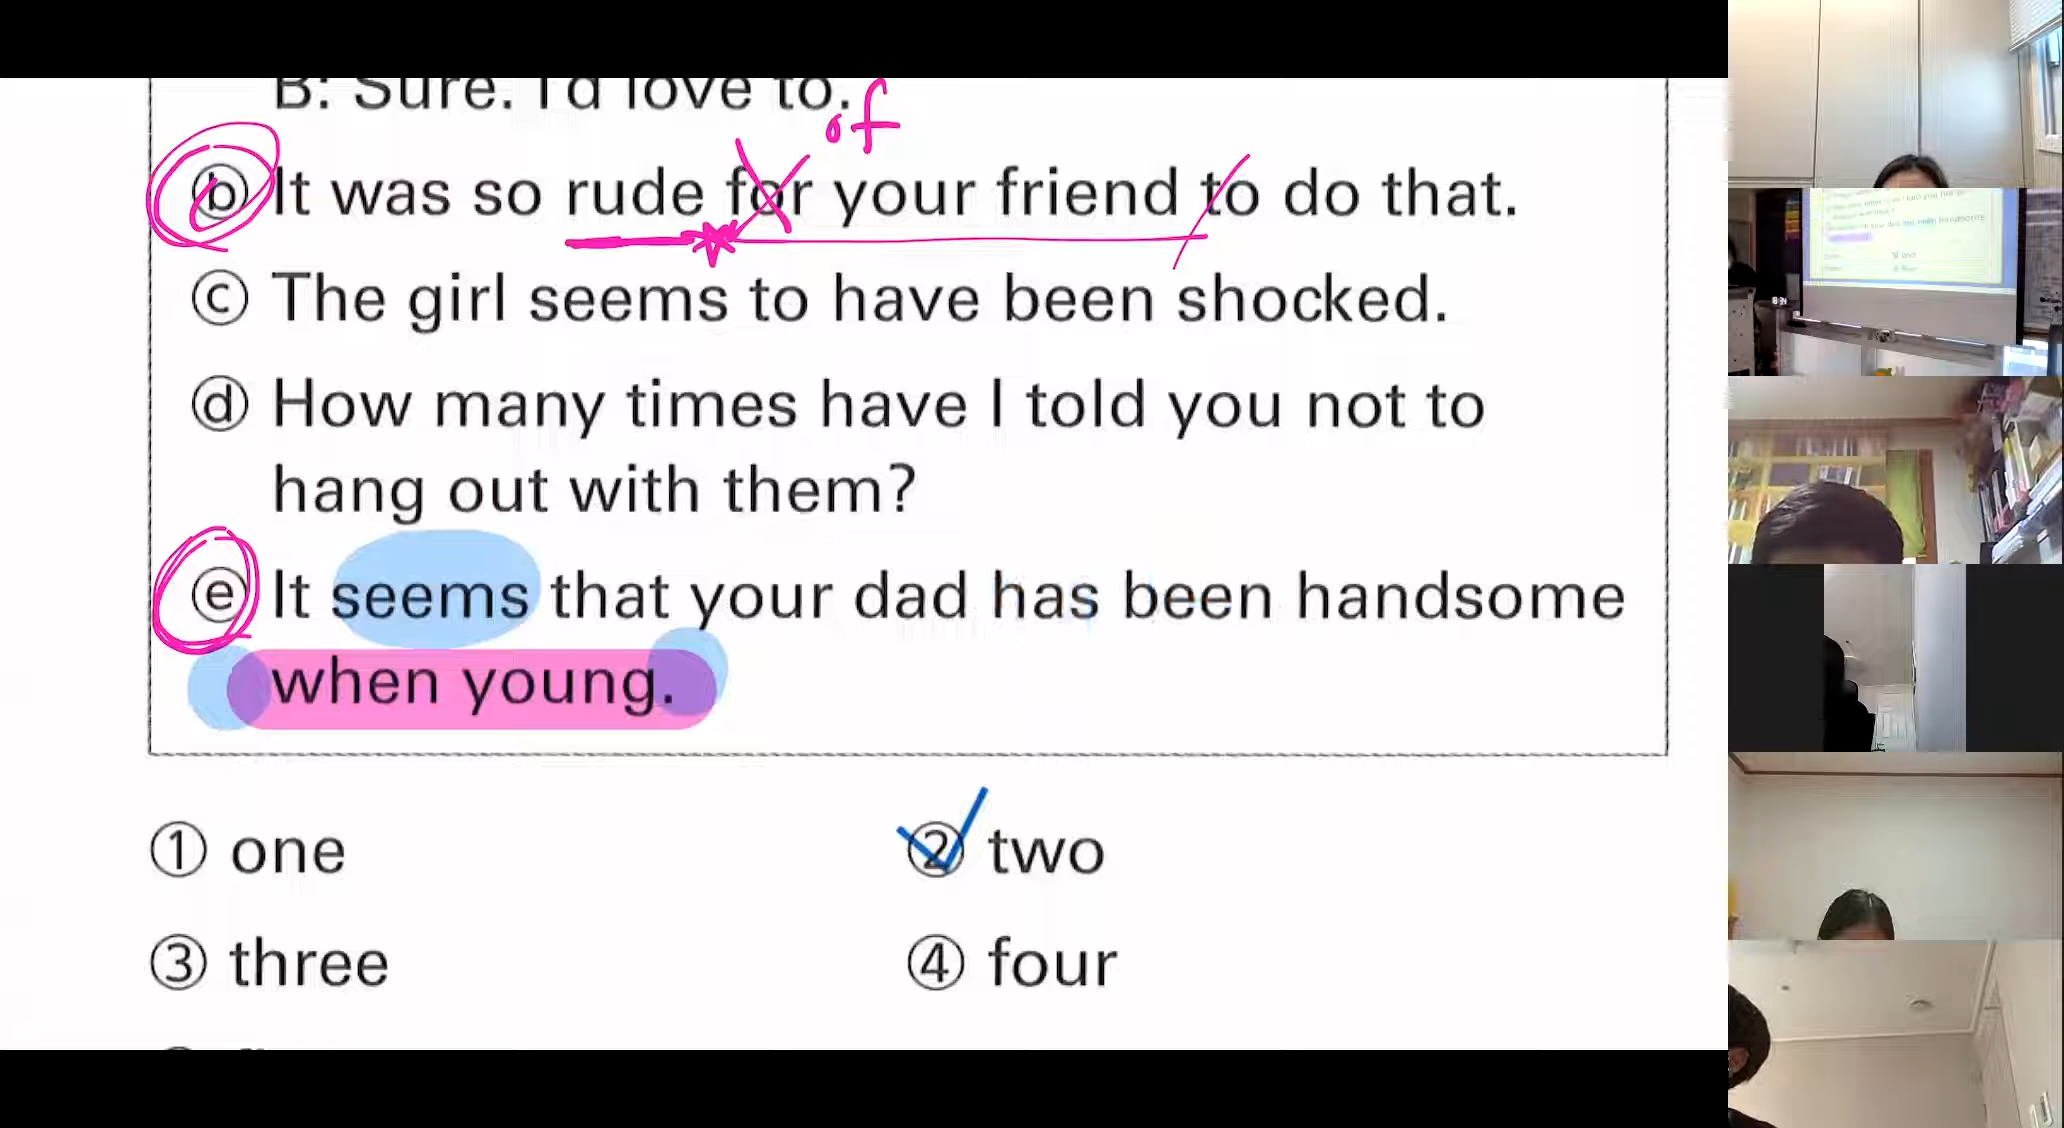 B: Sure. I'd love to.
of
ⓑ It was so rude for your friend to do that.
ⓒ The girl seems to have been shocked.
ⓓ How many times have I told you not to
hang out with them?
ⓔ It seems that your dad has been handsome
when young.
① one
② two
③ three
④ four